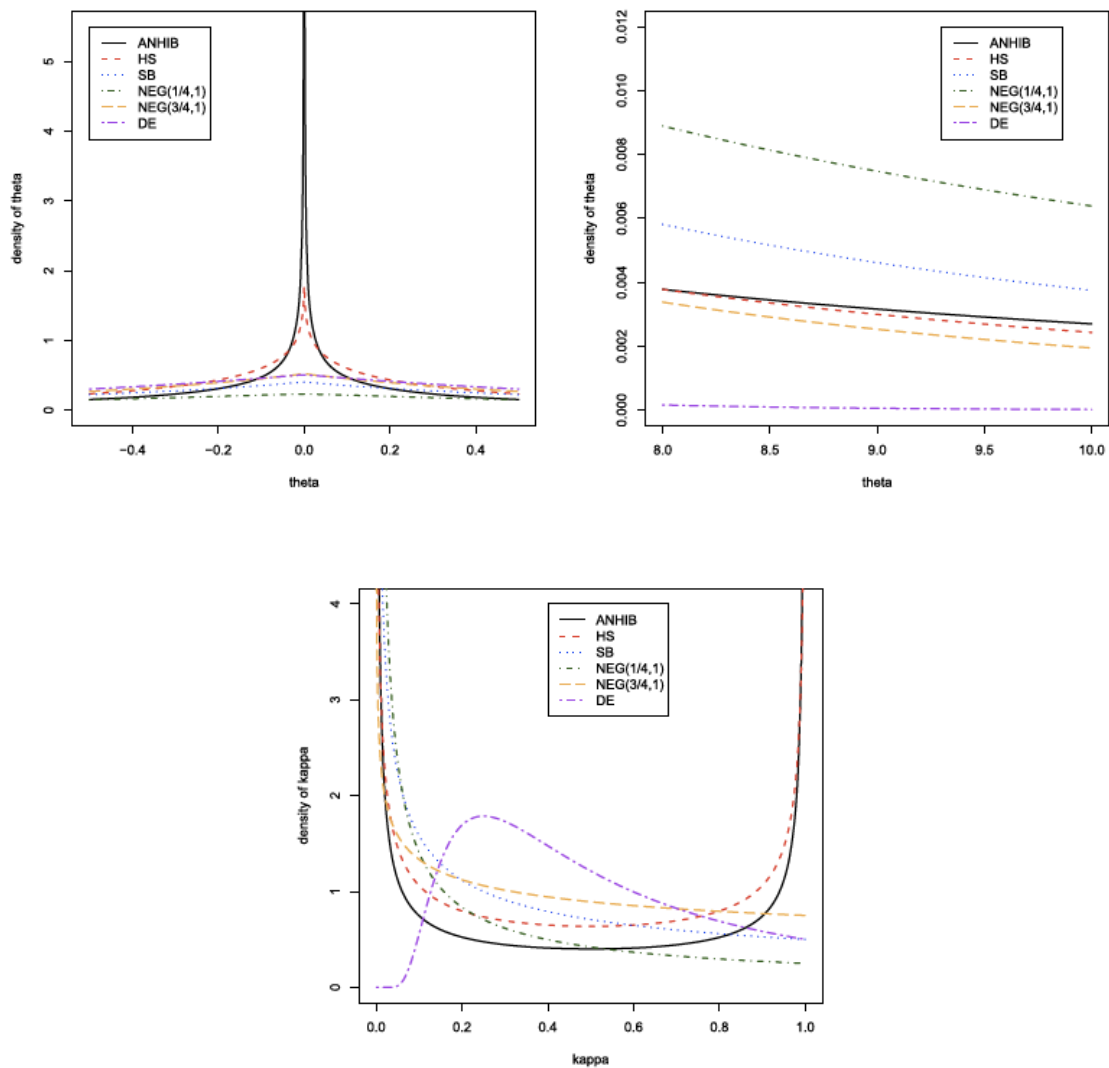 density of theta
5
4
3
2
1
0
ANHIB
HS
SB
NEG(1/4,1)
NEG(3/4,1)
DE
−0.4 −0.2 0.0 0.2 0.4
theta
density of theta
0.012
0.010
0.008
0.006
0.004
0.002
0.000
ANHIB
HS
SB
NEG(1/4,1)
NEG(3/4,1)
DE
8.0 8.5 9.0 9.5 10.0
theta
density of kappa
4
3
2
1
0
ANHIB
HS
SB
NEG(1/4,1)
NEG(3/4,1)
DE
0.0 0.2 0.4 0.6 0.8 1.0
kappa